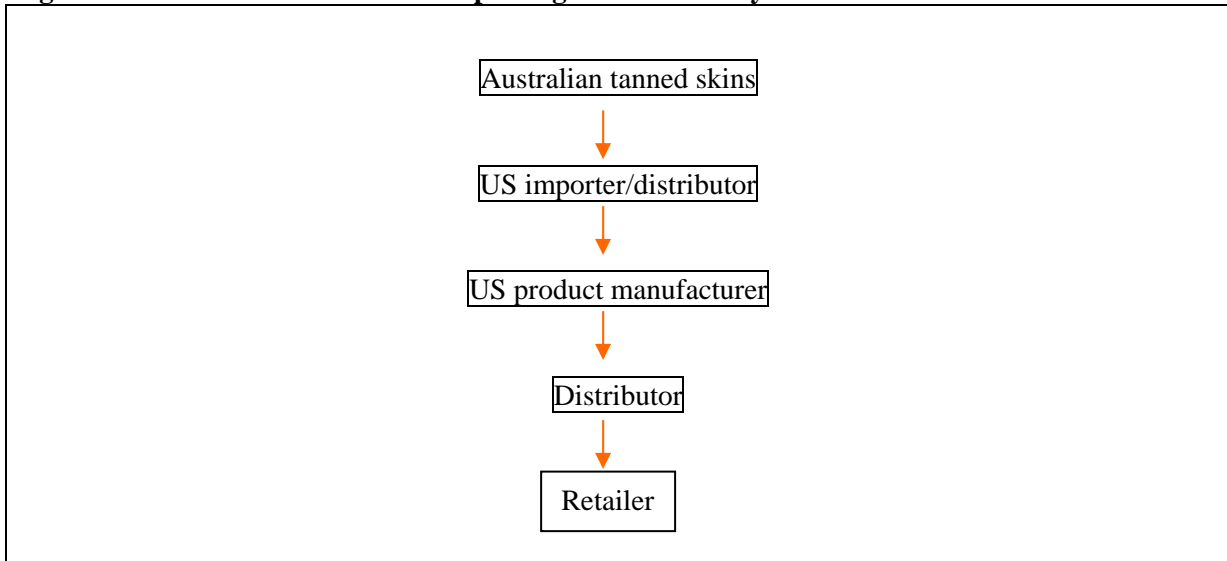 Australian tanned skins
US importer/distributor
US product manufacturer
Distributor
Retailer